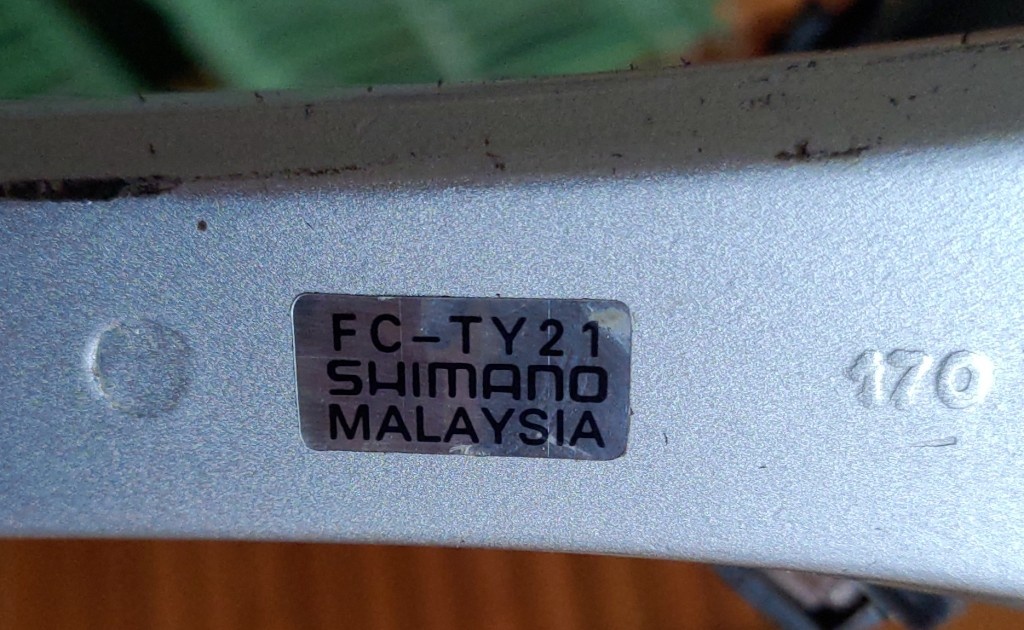 FC-TY21
SHIMANO
MALAYSIA
170